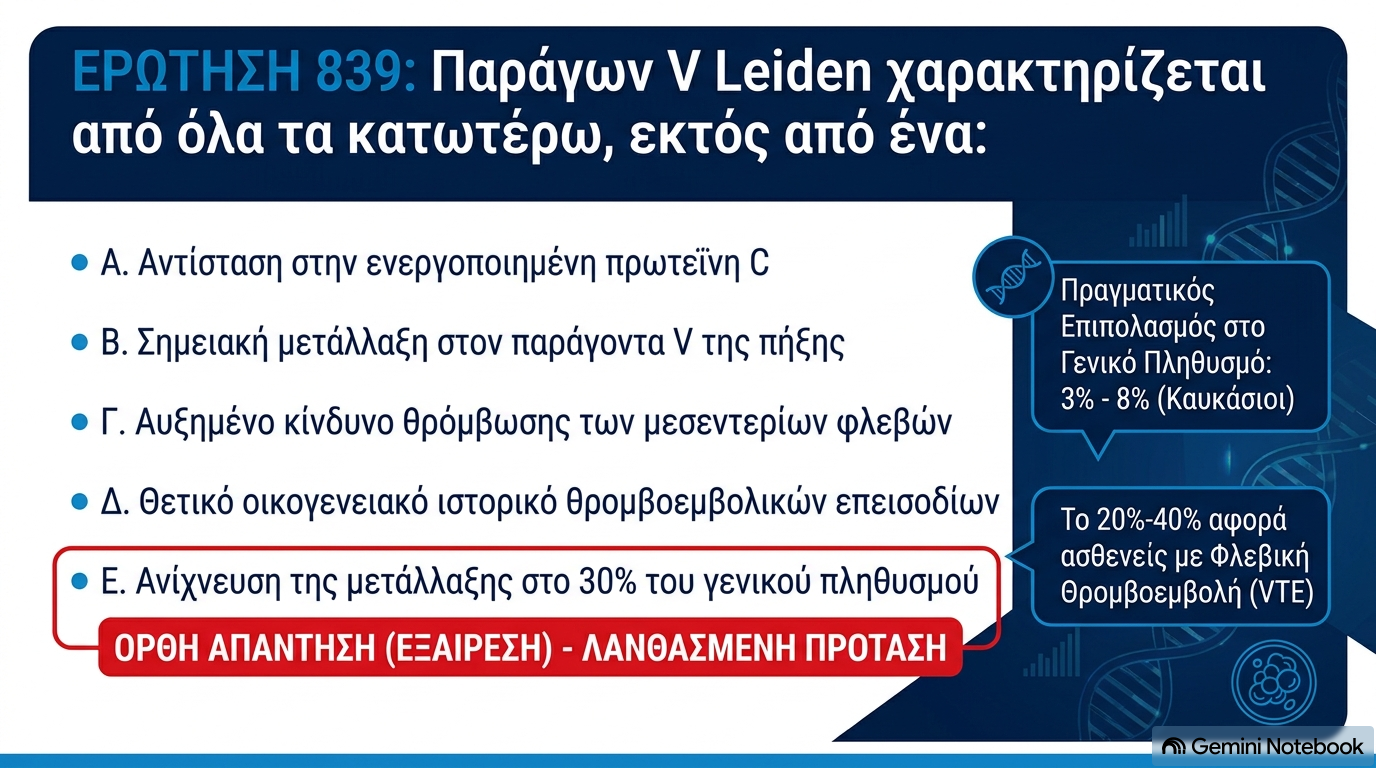 ΕΡΩΤΗΣΗ 839: Παράγων V Leiden χαρακτηρίζεται
από όλα τα κατωτέρω, εκτός από ένα:
• Α. Αντίσταση στην ενεργοποιημένη πρωτεΐνη C
• Β. Σημειακή μετάλλαξη στον παράγοντα V της πήξης
• Γ. Αυξημένο κίνδυνο θρόμβωσης των μεσεντερίων φλεβών
• Δ. Θετικό οικογενειακό ιστορικό θρομβοεμβολικών επεισοδίων
• Ε. Ανίχνευση της μετάλλαξης στο 30% του γενικού πληθυσμού
ΟΡΘΗ ΑΠΑΝΤΗΣΗ (ΕΞΑΙΡΕΣΗ) - ΛΑΝΘΑΣΜΕΝΗ ΠΡΟΤΑΣΗ
Πραγματικός
Επιπολασμός στο
Γενικό Πληθυσμό:
3% - 8% (Καυκάσιοι)
Το 20%-40% αφορά
ασθενείς με Φλεβική
Θρομβοεμβολή (VTE)
Gemini Notebook